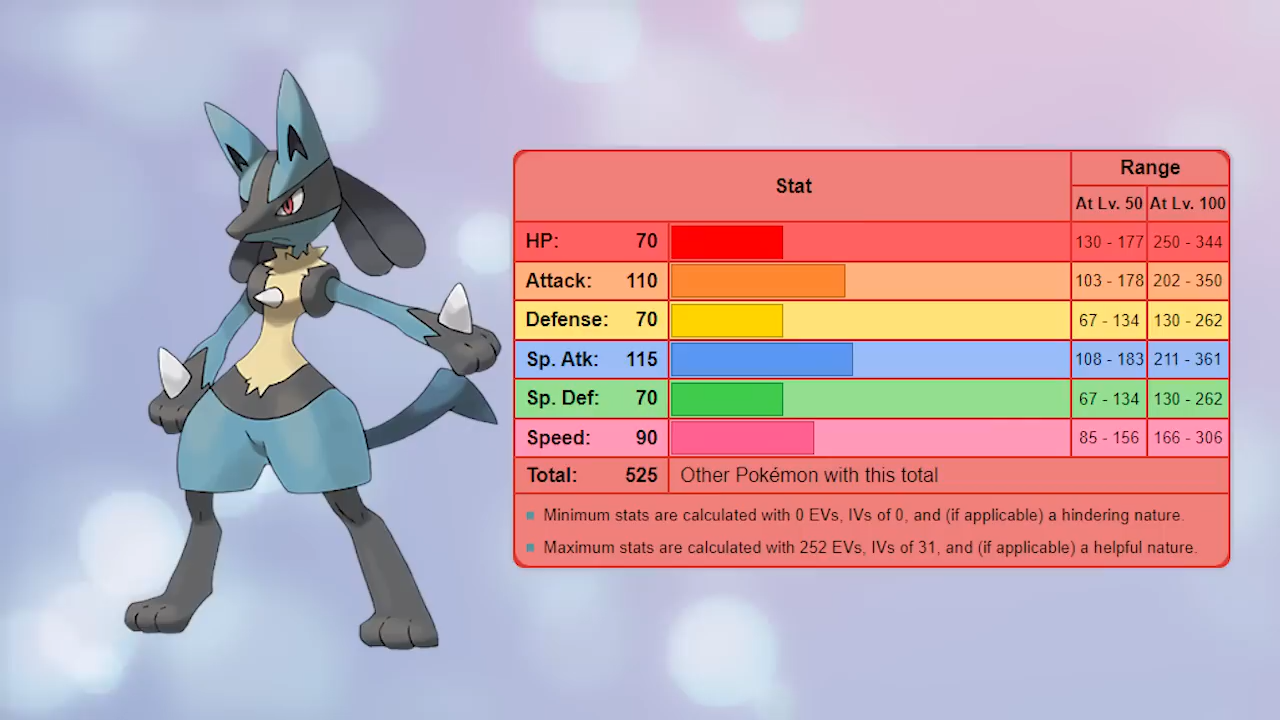 Stat Range
At Lv. 50 At Lv. 100
HP: 70 130 - 177 250 - 344
Attack: 110 103 - 178 202 - 350
Defense: 70 67 - 134 130 - 262
Sp. Atk: 115 108 - 183 211 - 361
Sp. Def: 70 67 - 134 130 - 262
Speed: 90 85 - 156 166 - 306
Total: 525 Other Pokémon with this total
Minimum stats are calculated with 0 EVs, IVs of 0, and (if applicable) a hindering nature.
Maximum stats are calculated with 252 EVs, IVs of 31, and (if applicable) a helpful nature.